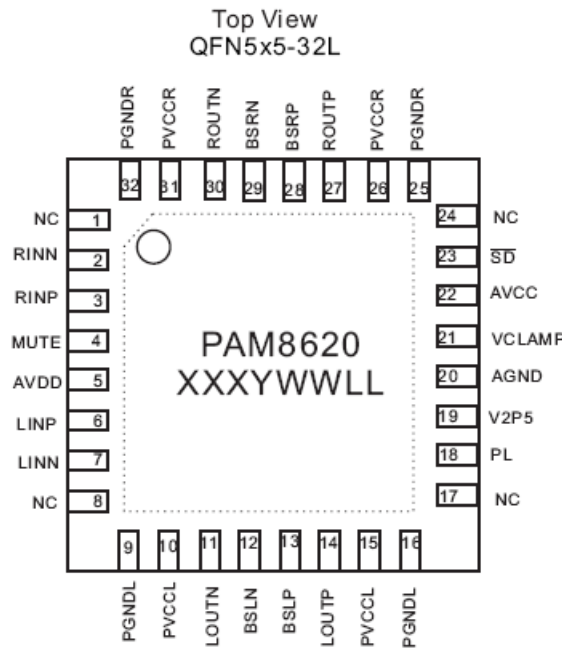 Top View
QFN5x5-32L
PGNDR
PVCCR
ROUTN
BSRN
BSRP
ROUTP
PVCCR
PGNDR
32
31
30
29
28
27
26
25
NC 1
RINN 2
RINP 3
MUTE 4
AVDD 5
LINP 6
LINN 7
NC 8
24 NC
23 SD
22 AVCC
21 VCLAMP
20 AGND
19 V2P5
18 PL
17 NC
PAM8620
XXXYWWLL
9
10
11
12
13
14
15
16
PGNDL
PVCCL
LOUTN
BSLN
BSLP
LOUTP
PVCCL
PGNDL